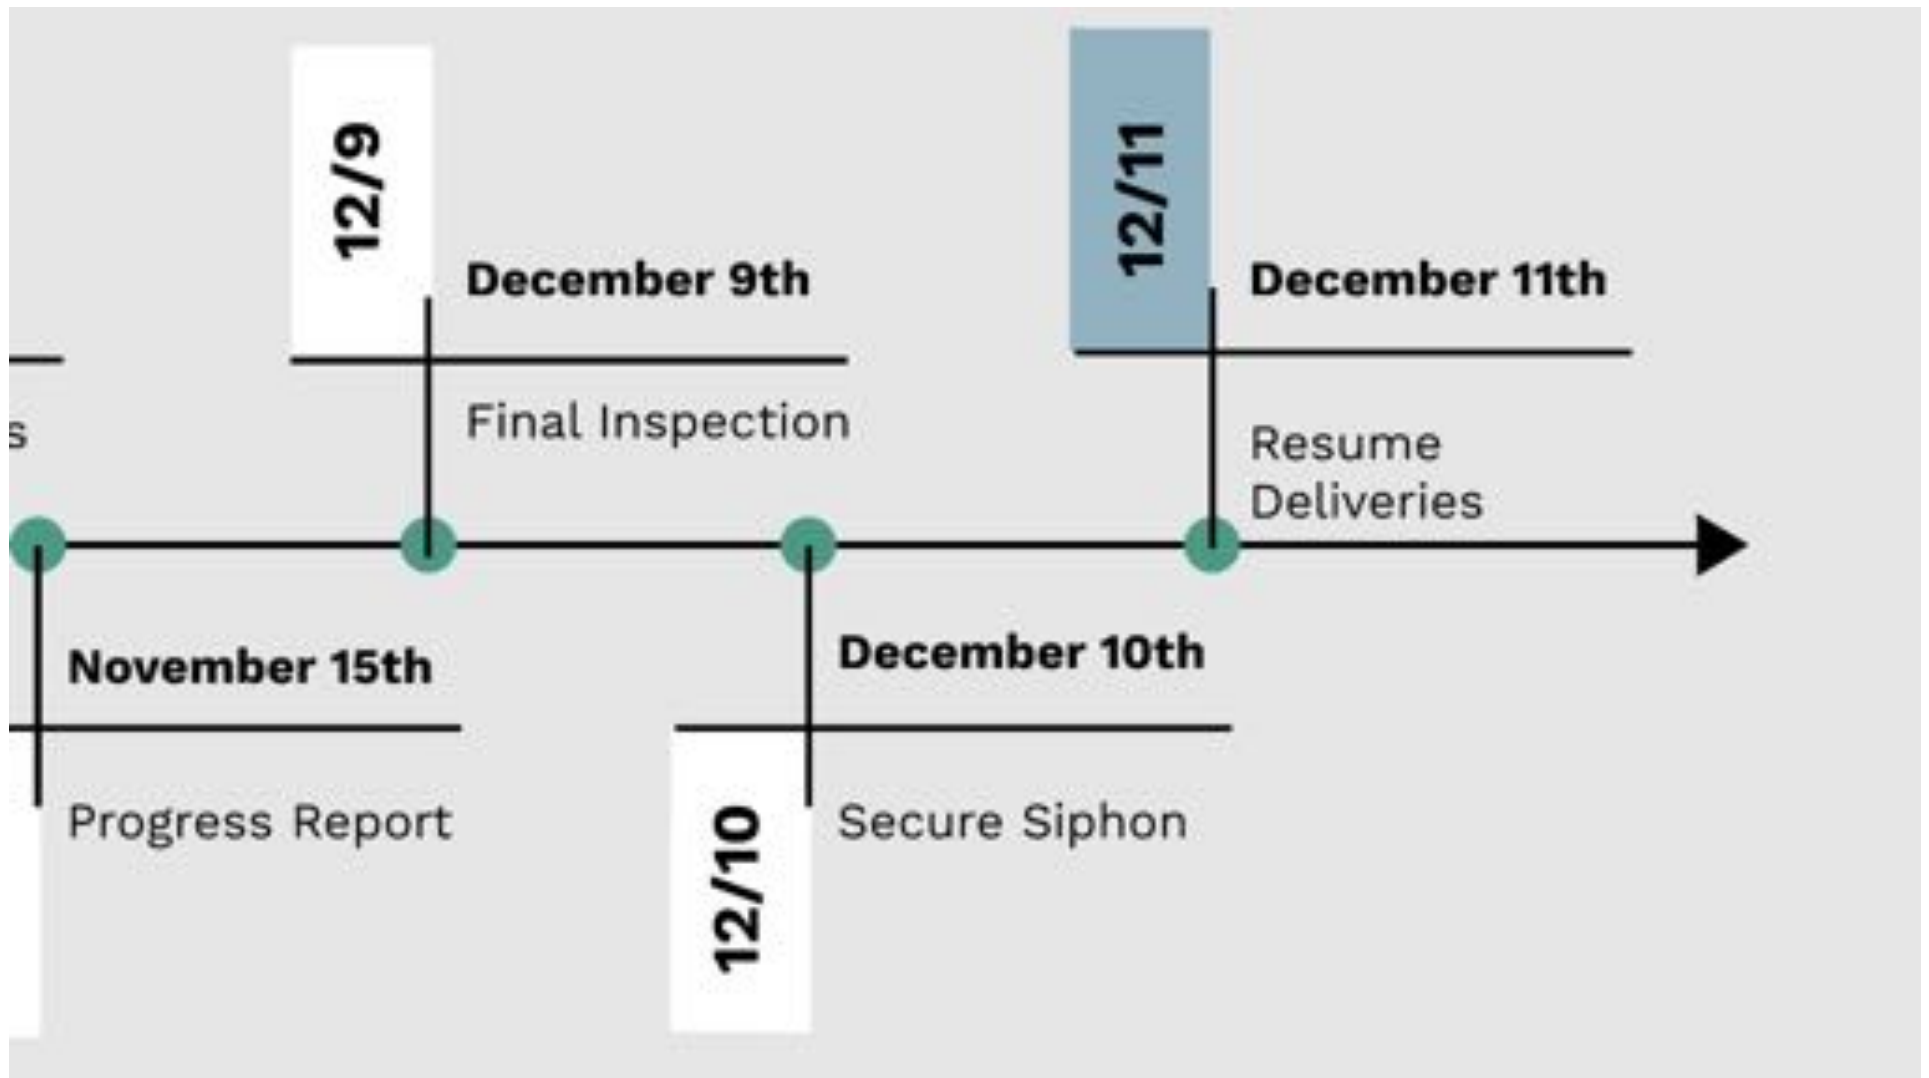 12/9
December 9th
Final Inspection
12/11
December 11th
Resume
Deliveries
s
November 15th
Progress Report
December 10th
12/10
Secure Siphon